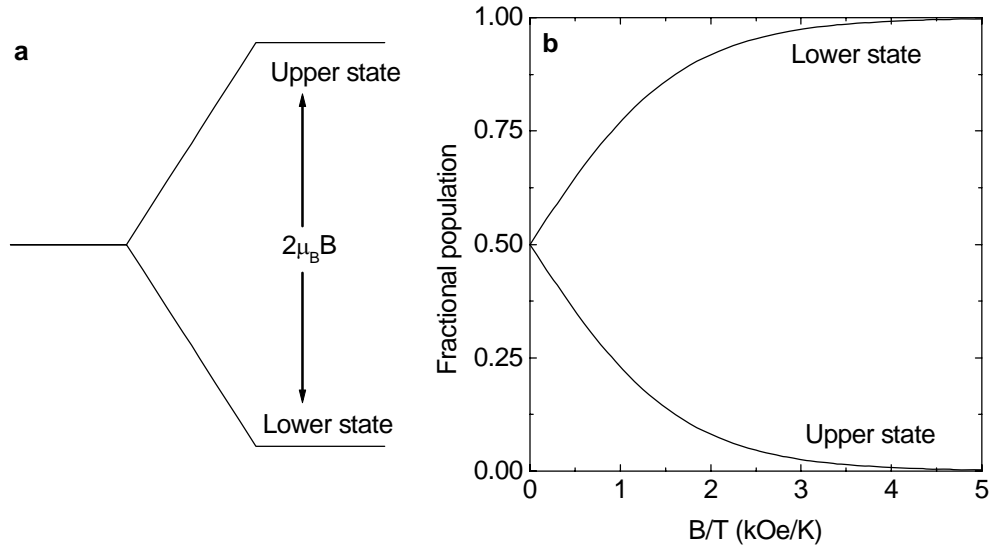 a
Upper state
2μ_BB
Lower state
b
1.00
0.75
0.50
0.25
0.00
Fractional population
Lower state
Upper state
0 1 2 3 4 5
B/T (kOe/K)